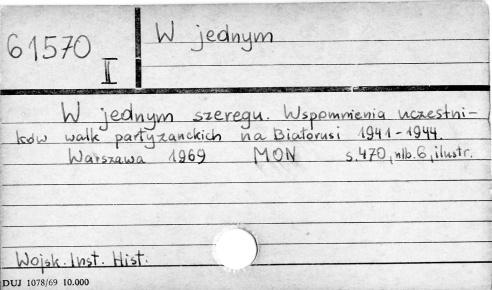 61570
II
W jednym
W jednym szeregu. Wspomnienia uczestni-
ków walk partyzanckich na Białorusi 1941-1944.
Warszawa 1969 MON s.470, nlb.6, ilustr.
Wojsk. Inst. Hist.
DUJ 1078/69 10.000